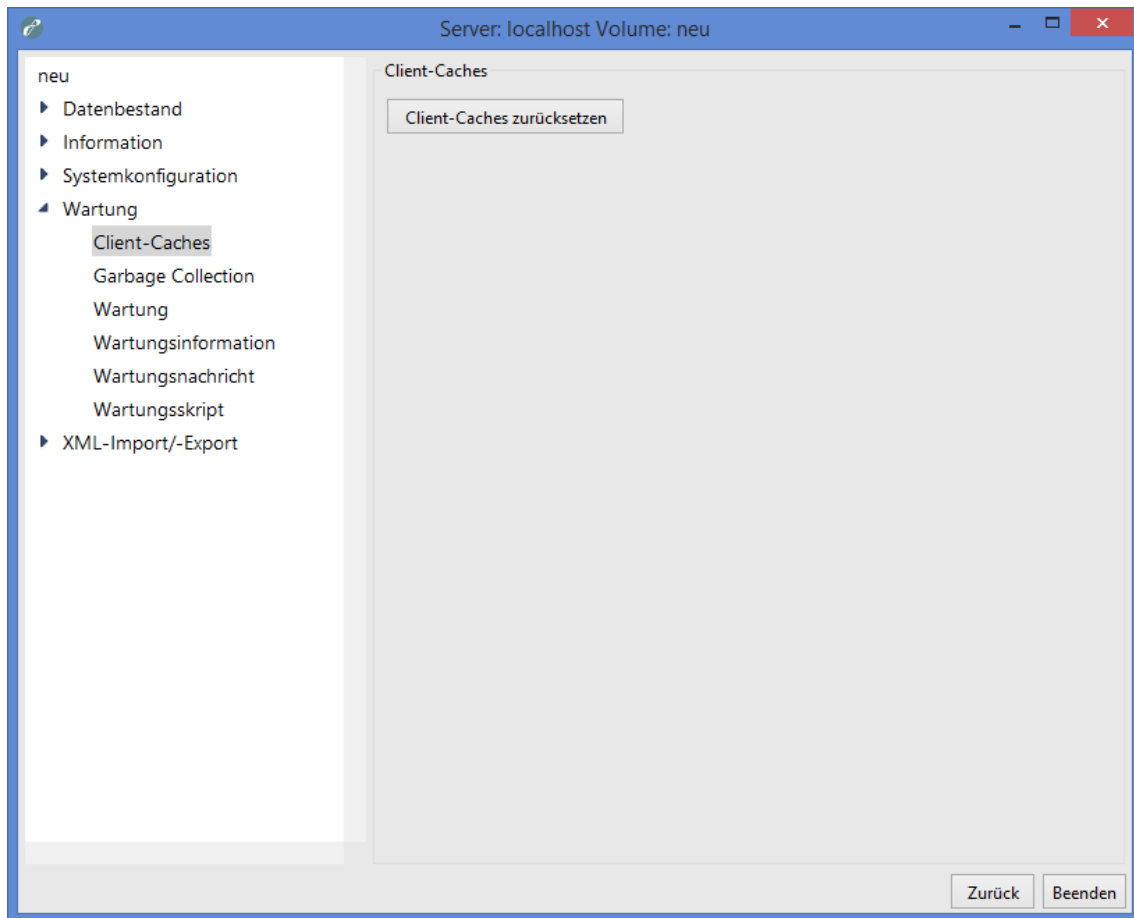 Server: localhost Volume: neu
neu
Datenbestand
Information
Systemkonfiguration
Wartung
Client-Caches
Garbage Collection
Wartung
Wartungsinformation
Wartungsnachricht
Wartungsskript
XML-Import/-Export
Client-Caches
Client-Caches zurücksetzen
Zurück
Beenden